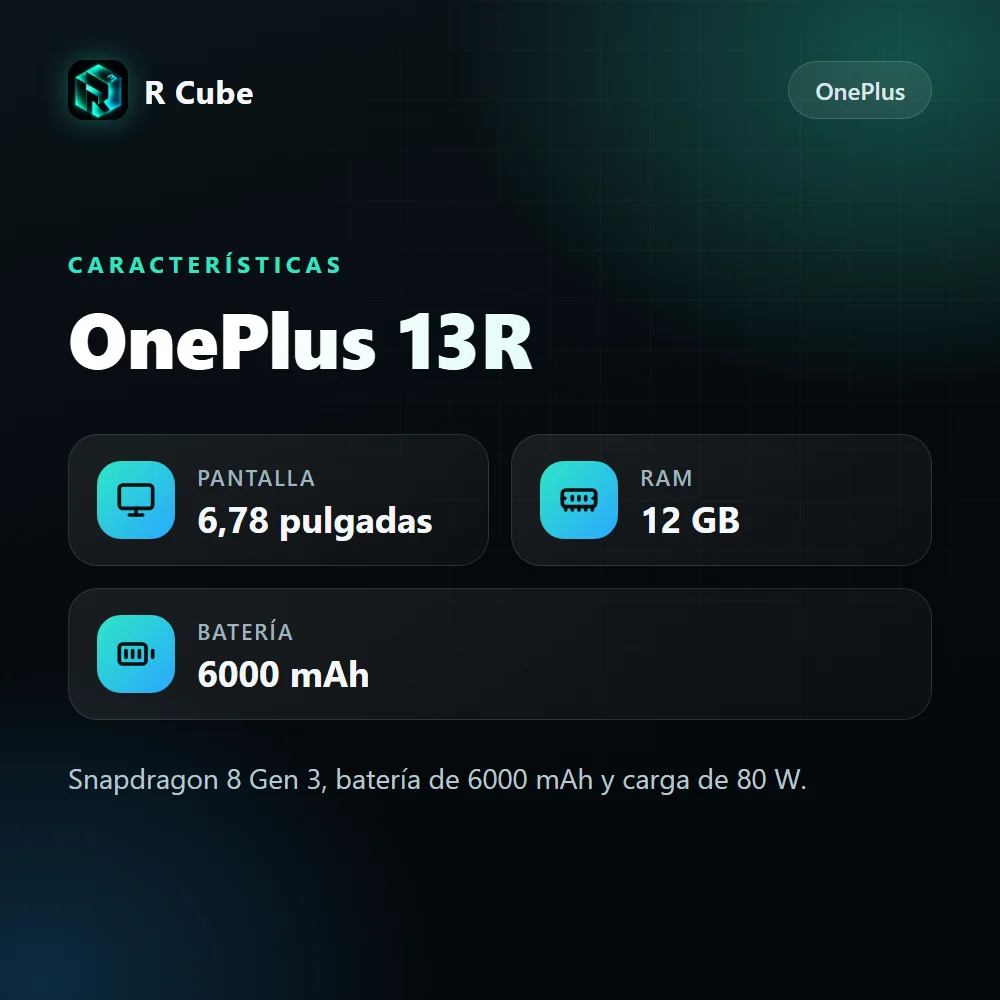 R Cube
OnePlus
CARACTERÍSTICAS
OnePlus 13R
PANTALLA
6,78 pulgadas
RAM
12 GB
BATERÍA
6000 mAh
Snapdragon 8 Gen 3, batería de 6000 mAh y carga de 80 W.